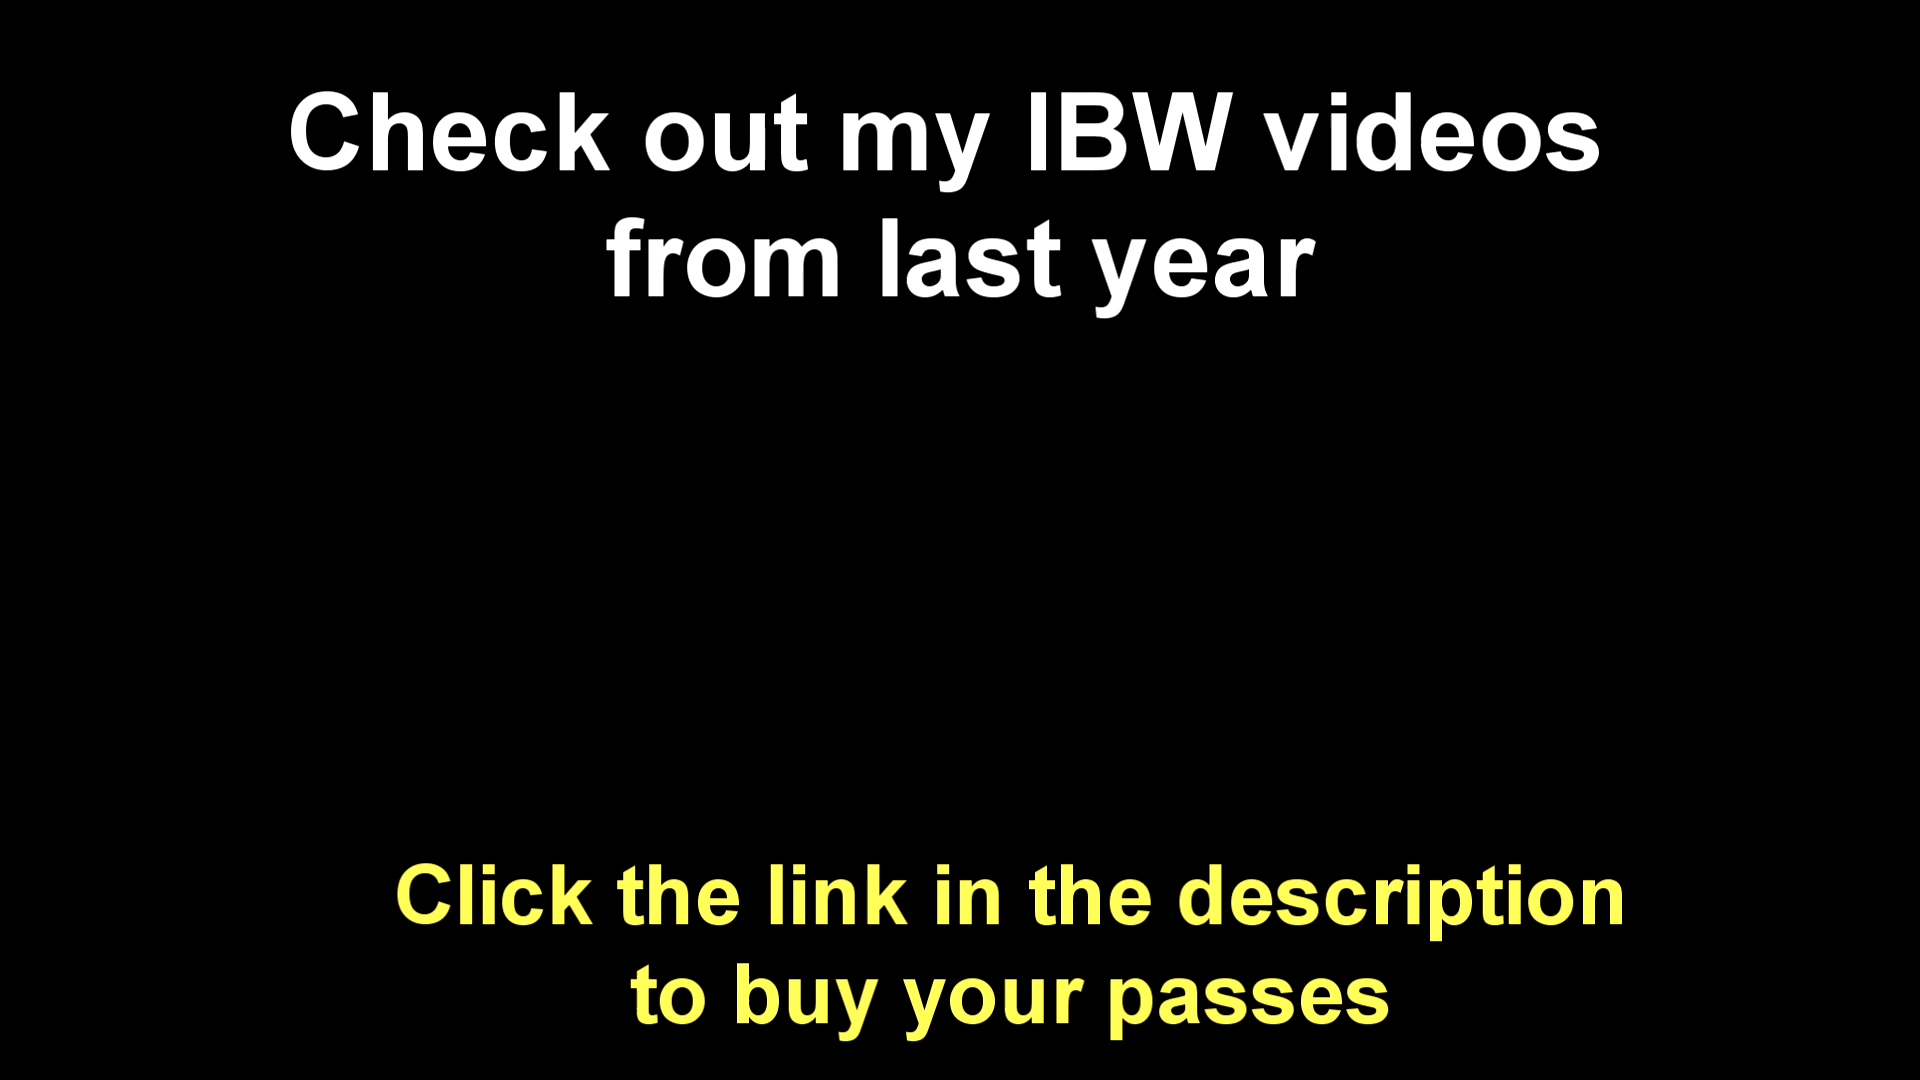 Check out my IBW videos
from last year
Click the link in the description
to buy your passes